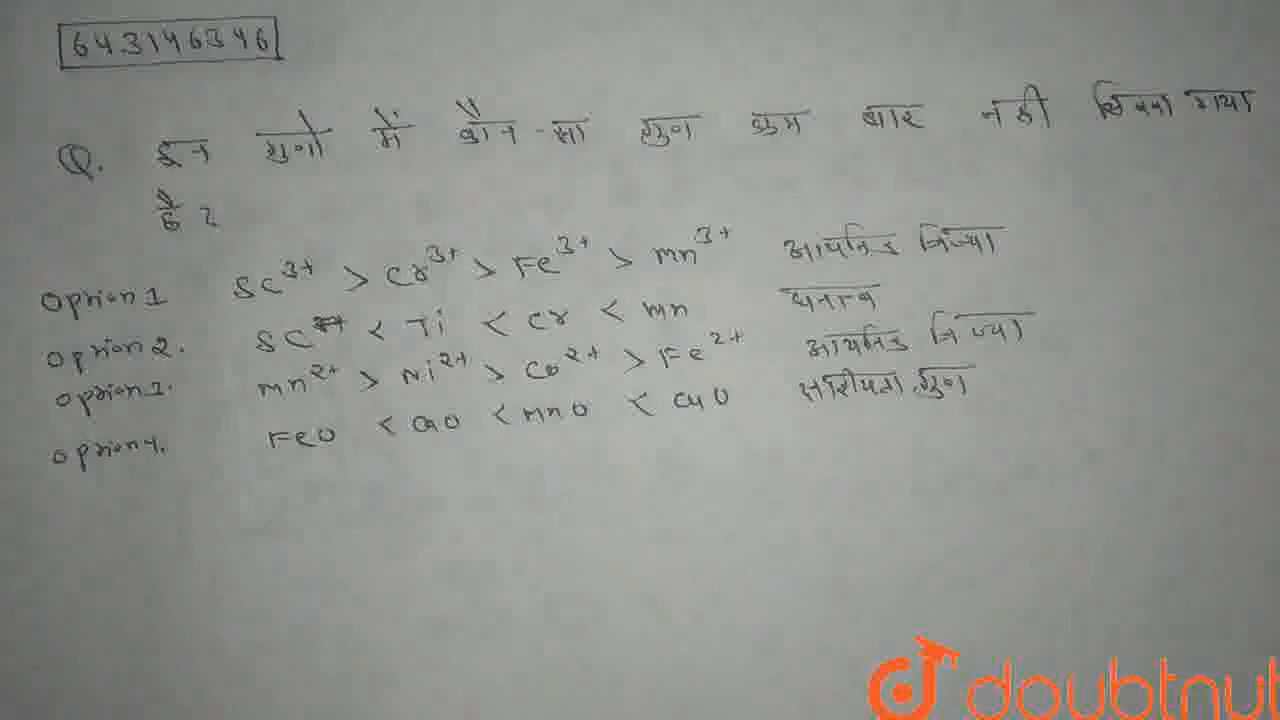 643146346
Q. इन गुणो में कौन-सा गुण क्रम बार नही लिखा गया
है ?
Option 1 Sc³⁺ > Cr³⁺ > Fe³⁺ > Mn³⁺ आयनिक त्रिज्या
Option 2. Sc < Ti < Cr < Mn घनत्व
Option 3. Mn²⁺ > Ni²⁺ > Co²⁺ > Fe²⁺ आयनिक त्रिज्या
Option 4. FeO < CaO < MnO < CuO क्षारीयता गुण
doubtnut